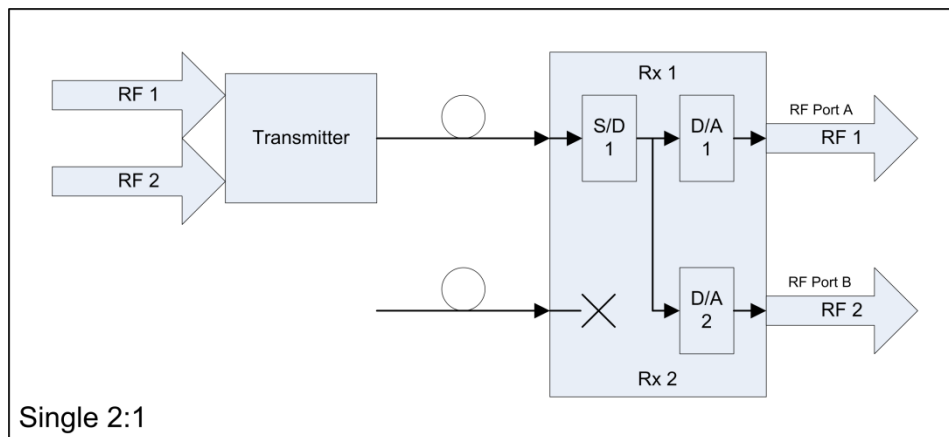 RF 1
RF 2
Transmitter
Rx 1
S/D
1
D/A
1
RF Port A
RF 1
D/A
2
RF Port B
RF 2
Rx 2
Single 2:1